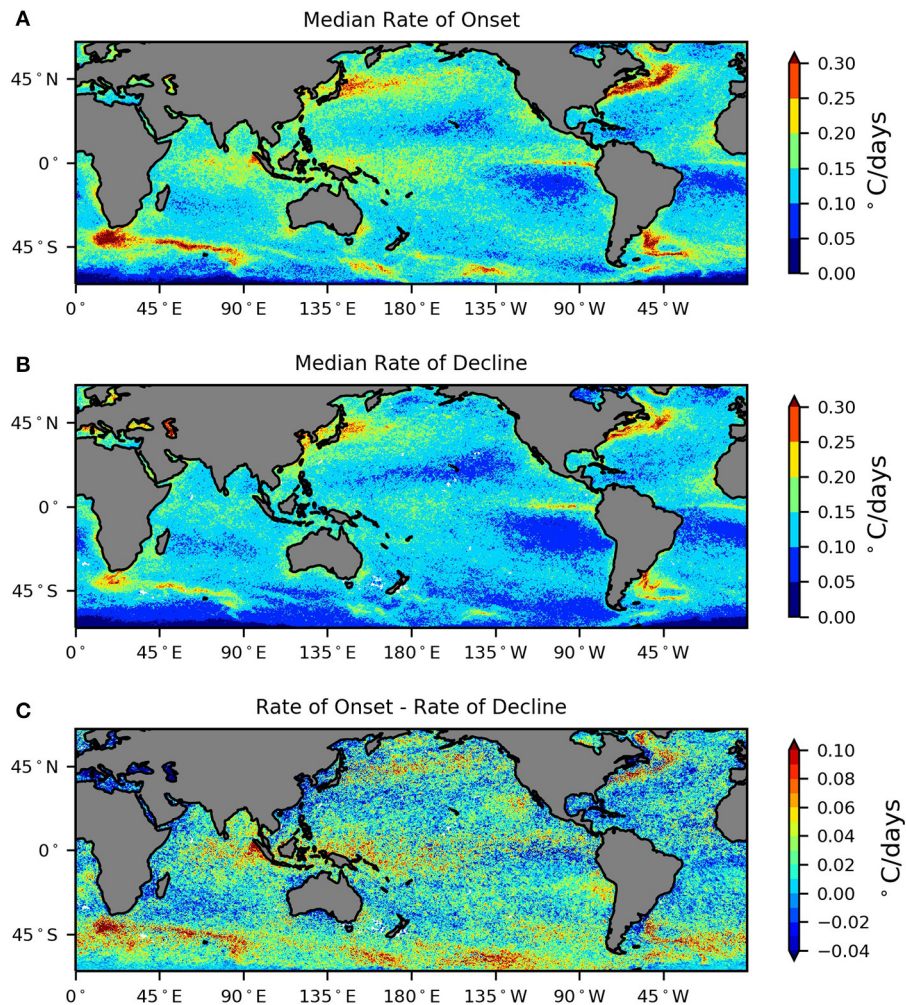 A
Median Rate of Onset
45°N
0°
45°S
0 45°E 90°E 135°E 180°E 135°W 90°W 45°W
0.30
0.25
0.20
0.15
0.10
0.05
0.00
°C/days
B
Median Rate of Decline
45°N
0°
45°S
0 45°E 90°E 135°E 180°E 135°W 90°W 45°W
0.30
0.25
0.20
0.15
0.10
0.05
0.00
°C/days
C
Rate of Onset - Rate of Decline
45°N
0°
45°S
0 45°E 90°E 135°E 180°E 135°W 90°W 45°W
0.10
0.08
0.06
0.04
0.02
0.00
−0.02
−0.04
°C/days